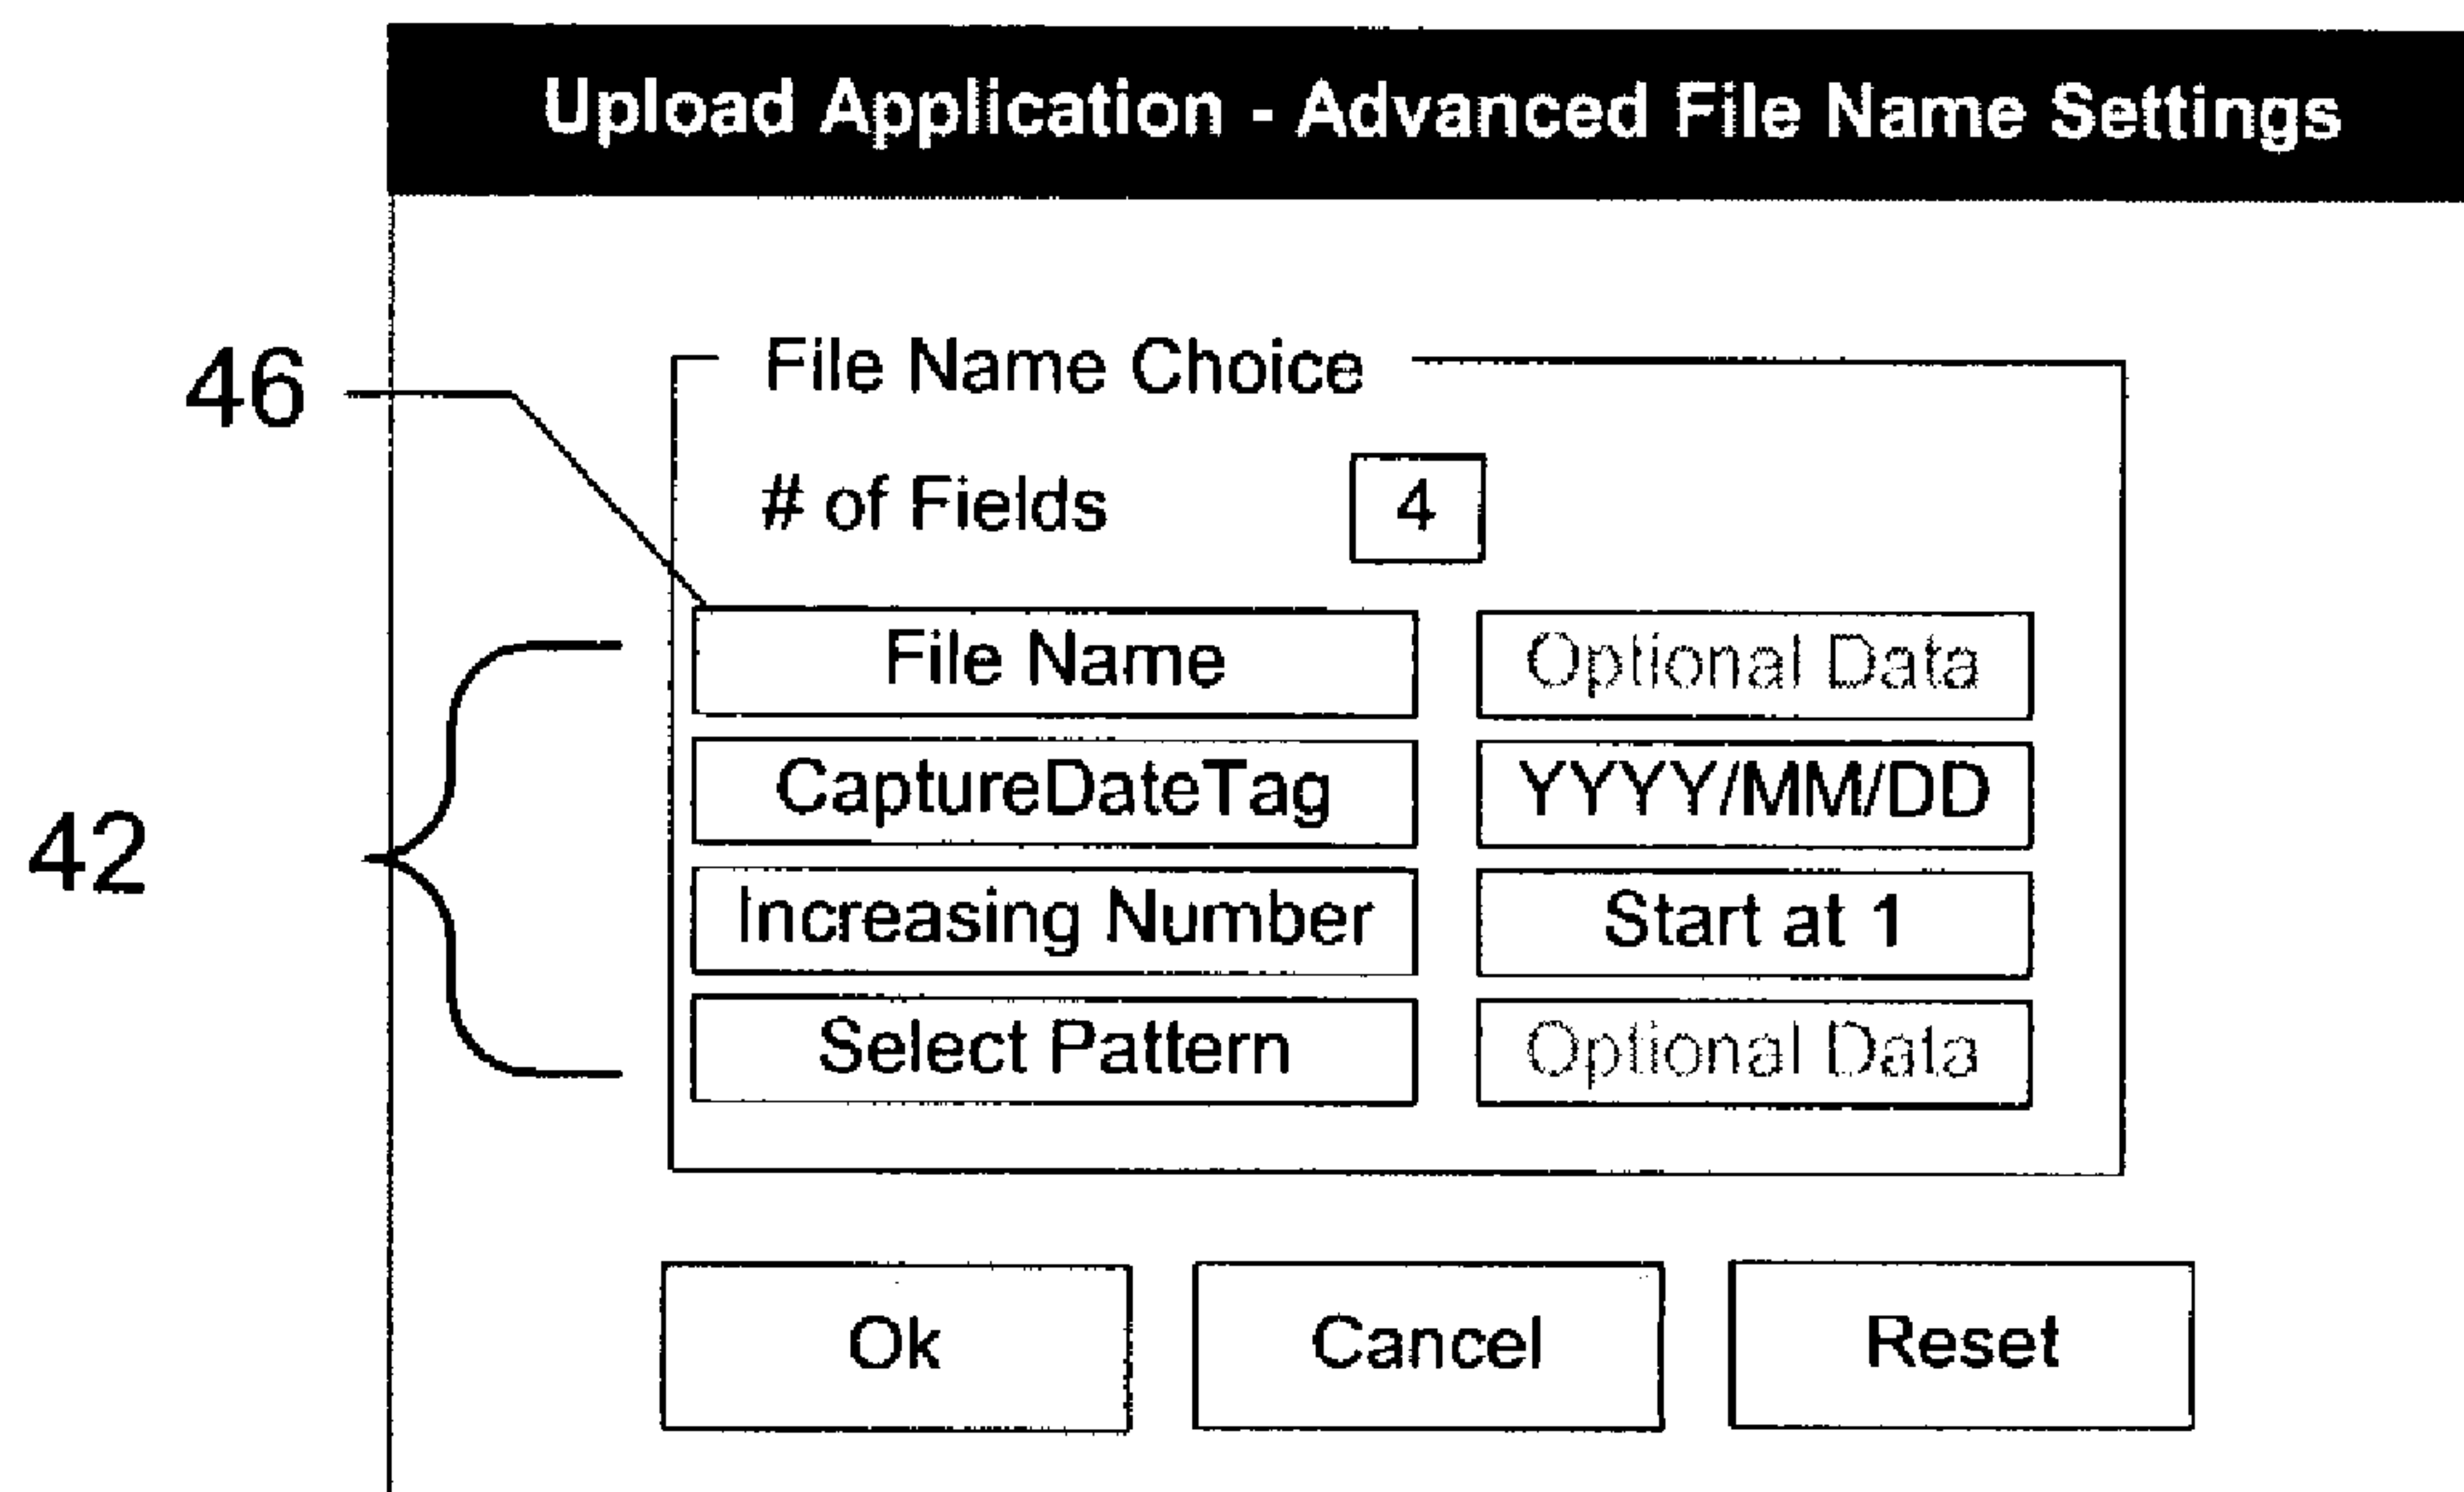 Upload Application - Advanced File Name Settings
46
File Name Choice
# of Fields 4
File Name Optional Data
CaptureDateTag YYYY/MM/DD
42
Increasing Number Start at 1
Select Pattern Optional Data
Ok Cancel Reset